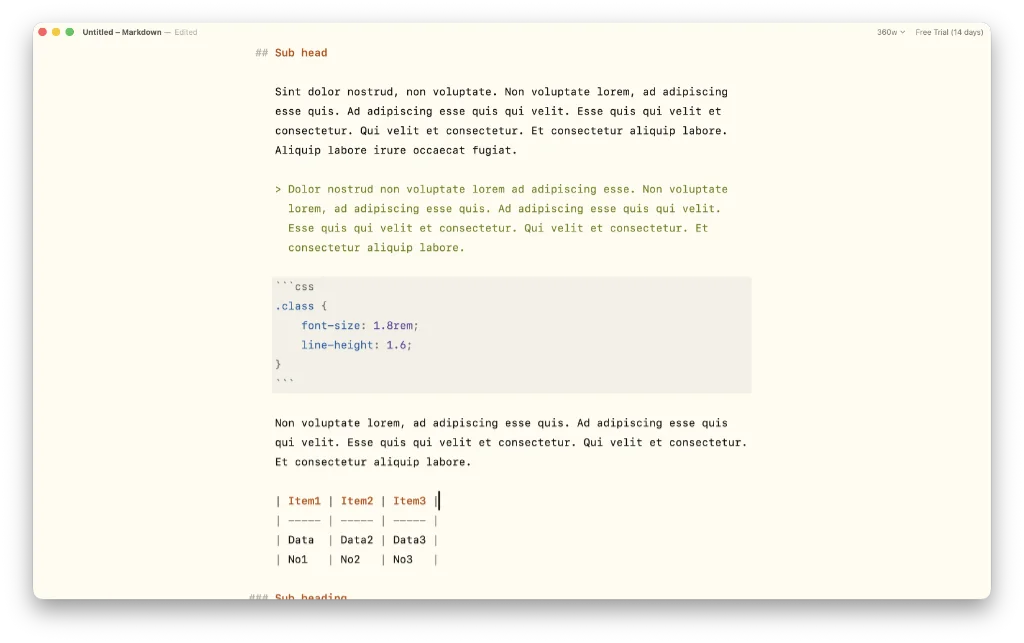 Untitled — Markdown — Edited
360w
Free Trial (14 days)
## Sub head
Sint dolor nostrud, non voluptate. Non voluptate lorem, ad adipiscing
esse quis. Ad adipiscing esse quis qui velit. Esse quis qui velit et
consectetur. Qui velit et consectetur. Et consectetur aliquip labore.
Aliquip labore irure occaecat fugiat.
> Dolor nostrud non voluptate lorem ad adipiscing esse. Non voluptate
lorem, ad adipiscing esse quis. Ad adipiscing esse quis qui velit.
Esse quis qui velit et consectetur. Qui velit et consectetur. Et
consectetur aliquip labore.
```css
.class {
    font-size: 1.8rem;
    line-height: 1.6;
}
```
Non voluptate lorem, ad adipiscing esse quis. Ad adipiscing esse quis
qui velit. Esse quis qui velit et consectetur. Qui velit et consectetur.
Et consectetur aliquip labore.
| Item1 | Item2 | Item3 |
| ----- | ----- | ----- |
| Data  | Data2 | Data3 |
| No1   | No2   | No3   |
### Sub heading